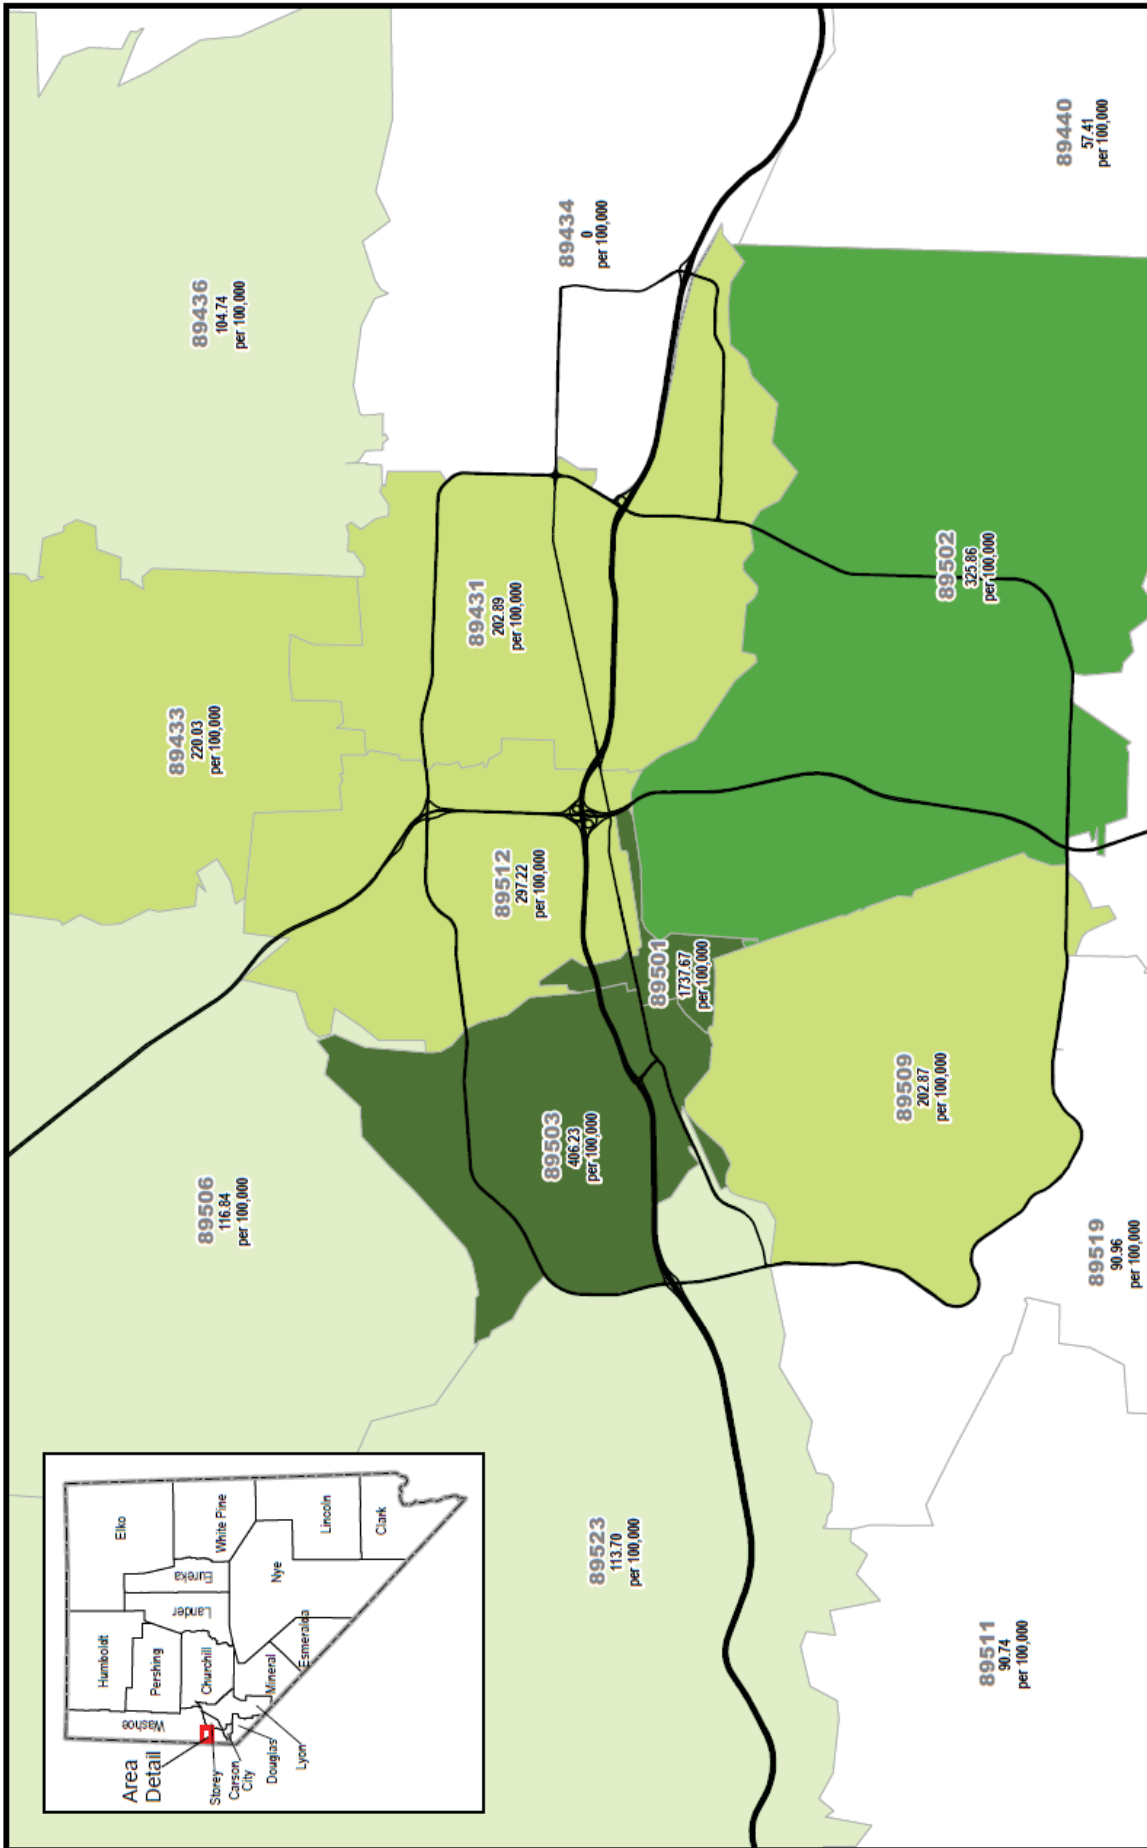 89436
104.74
per 100,000
89434
0
per 100,000
89440
57.41
per 100,000
89433
220.03
per 100,000
89431
202.89
per 100,000
89502
325.86
per 100,000
89512
297.22
per 100,000
89501
1737.67
per 100,000
89506
116.84
per 100,000
89503
406.23
per 100,000
89509
202.87
per 100,000
89519
90.96
per 100,000
89523
113.70
per 100,000
89511
90.74
per 100,000
Area
Detail
Washoe
Humboldt
Elko
Pershing
Lander
Eureka
White Pine
Churchill
Storey
Carson
City
Douglas
Lyon
Mineral
Esmeralda
Nye
Lincoln
Clark